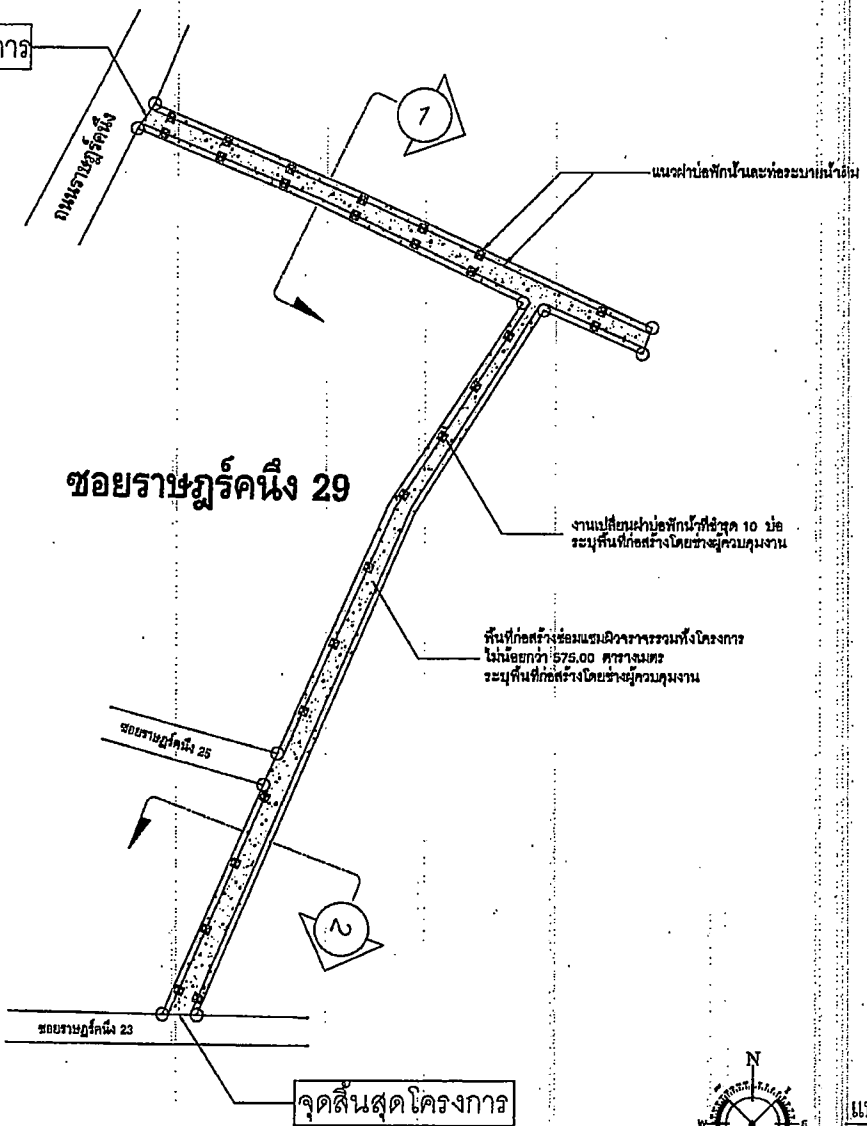 การ
ถนนราษฎร์คนึง
1
แนวฝาบ่อพักน้ำและท่อระบายน้ำเดิม
ซอยราษฎร์คนึง 29
งานเปลี่ยนฝาบ่อพักน้ำที่ชำรุด 10 บ่อ
ระบุพื้นที่ก่อสร้างโดยช่างผู้ควบคุมงาน
พื้นที่ก่อสร้างซ่อมแซมผิวจราจรรวมทั้งโครงการ
ไม่น้อยกว่า 575.00 ตารางเมตร
ระบุพื้นที่ก่อสร้างโดยช่างผู้ควบคุมงาน
ซอยราษฎร์คนึง 25
2
ซอยราษฎร์คนึง 23
จุดสิ้นสุดโครงการ
N
W E